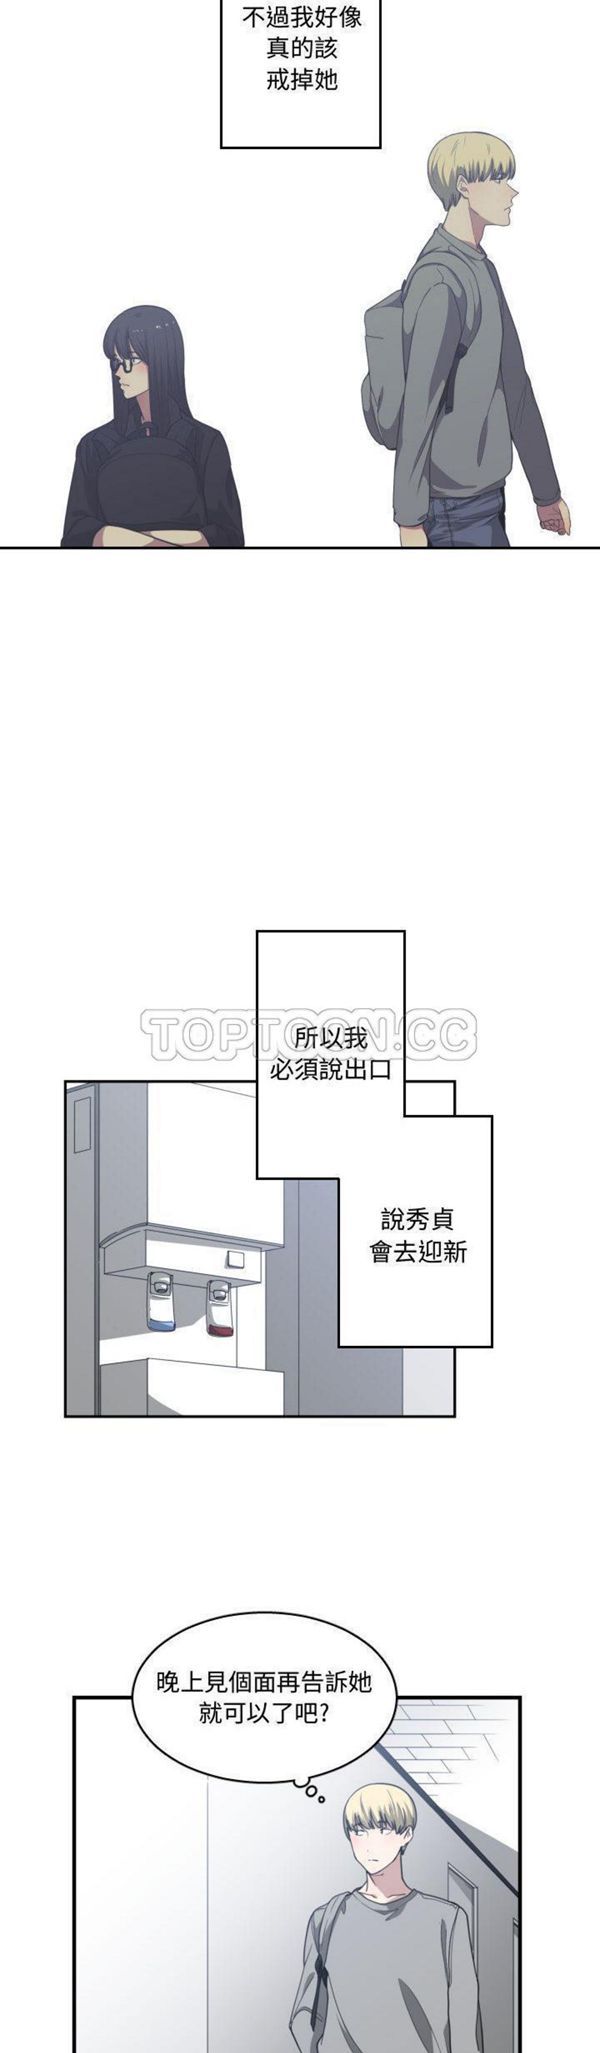 不過我好像
真的該
戒掉她
TOPTOON.CC
所以我
必須說出口
說秀貞
會去迎新
晚上見個面再告訴她
就可以了吧?